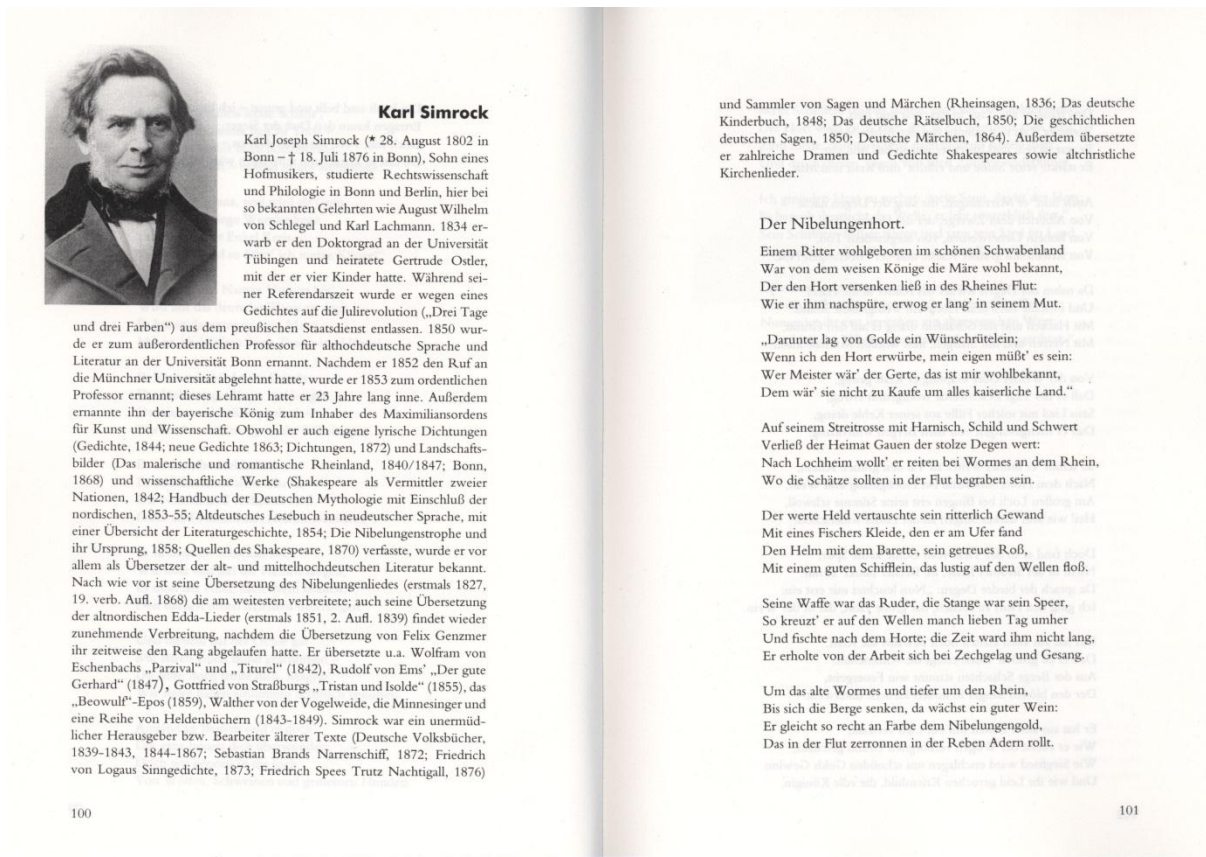 Karl Simrock
Karl Joseph Simrock (* 28. August 1802 in
Bonn – † 18. Juli 1876 in Bonn), Sohn eines
Hofmusikers, studierte Rechtswissenschaft
und Philologie in Bonn und Berlin, hier bei
so bekannten Gelehrten wie August Wilhelm
von Schlegel und Karl Lachmann. 1834 er-
warb er den Doktorgrad an der Universität
Tübingen und heiratete Gertrude Ostler,
mit der er vier Kinder hatte. Während sei-
ner Referendarszeit wurde er wegen eines
Gedichtes auf die Julirevolution („Drei Tage
und drei Farben“) aus dem preußischen Staatsdienst entlassen. 1850 wur-
de er zum außerordentlichen Professor für althochdeutsche Sprache und
Literatur an der Universität Bonn ernannt. Nachdem er 1852 den Ruf an
die Münchner Universität abgelehnt hatte, wurde er 1853 zum ordentlichen
Professor ernannt; dieses Lehramt hatte er 23 Jahre lang inne. Außerdem
ernannte ihn der bayerische König zum Inhaber des Maximiliansordens
für Kunst und Wissenschaft. Obwohl er auch eigene lyrische Dichtungen
(Gedichte, 1844; neue Gedichte 1863; Dichtungen, 1872) und Landschafts-
bilder (Das malerische und romantische Rheinland, 1840/1847; Bonn,
1868) und wissenschaftliche Werke (Shakespeare als Vermittler zweier
Nationen, 1842; Handbuch der Deutschen Mythologie mit Einschluß der
nordischen, 1853-55; Altdeutsches Lesebuch in neudeutscher Sprache, mit
einer Übersicht der Literaturgeschichte, 1854; Die Nibelungenstrophe und
ihr Ursprung, 1858; Quellen des Shakespeare, 1870) verfasste, wurde er vor
allem als Übersetzer der alt- und mittelhochdeutschen Literatur bekannt.
Nach wie vor ist seine Übersetzung des Nibelungenliedes (erstmals 1827,
19. verb. Aufl. 1868) die am weitesten verbreitete; auch seine Übersetzung
der altnordischen Edda-Lieder (erstmals 1851, 2. Aufl. 1839) findet wieder
zunehmende Verbreitung, nachdem die Übersetzung von Felix Genzmer
ihr zeitweise den Rang abgelaufen hatte. Er übersetzte u.a. Wolfram von
Eschenbachs „Parzival“ und „Titurel“ (1842), Rudolf von Ems’ „Der gute
Gerhard“ (1847), Gottfried von Straßburgs „Tristan und Isolde“ (1855), das
„Beowulf“-Epos (1859), Walther von der Vogelweide, die Minnesinger und
eine Reihe von Heldenbüchern (1843-1849). Simrock war ein unermüd-
licher Herausgeber bzw. Bearbeiter älterer Texte (Deutsche Volksbücher,
1839-1843, 1844-1867; Sebastian Brands Narrenschiff, 1872; Friedrich
von Logaus Sinngedichte, 1873; Friedrich Spees Trutz Nachtigall, 1876)
100
und Sammler von Sagen und Märchen (Rheinsagen, 1836; Das deutsche
Kinderbuch, 1848; Das deutsche Rätselbuch, 1850; Die geschichtlichen
deutschen Sagen, 1850; Deutsche Märchen, 1864). Außerdem übersetzte
er zahlreiche Dramen und Gedichte Shakespeares sowie altchristliche
Kirchenlieder.
Der Nibelungenhort.
Einem Ritter wohlgeboren im schönen Schwabenland
War von dem weisen Könige die Märe wohl bekannt,
Der den Hort versenken ließ in des Rheines Flut:
Wie er ihm nachspüre, erwog er lang’ in seinem Mut.
„Darunter lag von Golde ein Wünschrütelein;
Wenn ich den Hort erwürbe, mein eigen müßt’ es sein:
Wer Meister wär’ der Gerte, das ist mir wohlbekannt,
Dem wär’ sie nicht zu Kaufe um alles kaiserliche Land.“
Auf seinem Streitrosse mit Harnisch, Schild und Schwert
Verließ der Heimat Gauen der stolze Degen wert:
Nach Lochheim wollt’ er reiten bei Wormes an dem Rhein,
Wo die Schätze sollten in der Flut begraben sein.
Der werte Held vertauschte sein ritterlich Gewand
Mit eines Fischers Kleide, den er am Ufer fand
Den Helm mit dem Barette, sein getreues Roß,
Mit einem guten Schifflein, das lustig auf den Wellen floß.
Seine Waffe war das Ruder, die Stange war sein Speer,
So kreuzt’ er auf den Wellen manch lieben Tag umher
Und fischte nach dem Horte; die Zeit ward ihm nicht lang,
Er erholte von der Arbeit sich bei Zechgelag und Gesang.
Um das alte Wormes und tiefer um den Rhein,
Bis sich die Berge senken, da wächst ein guter Wein:
Er gleicht so recht an Farbe dem Nibelungengold,
Das in der Flut zerronnen in der Reben Adern rollt.
101